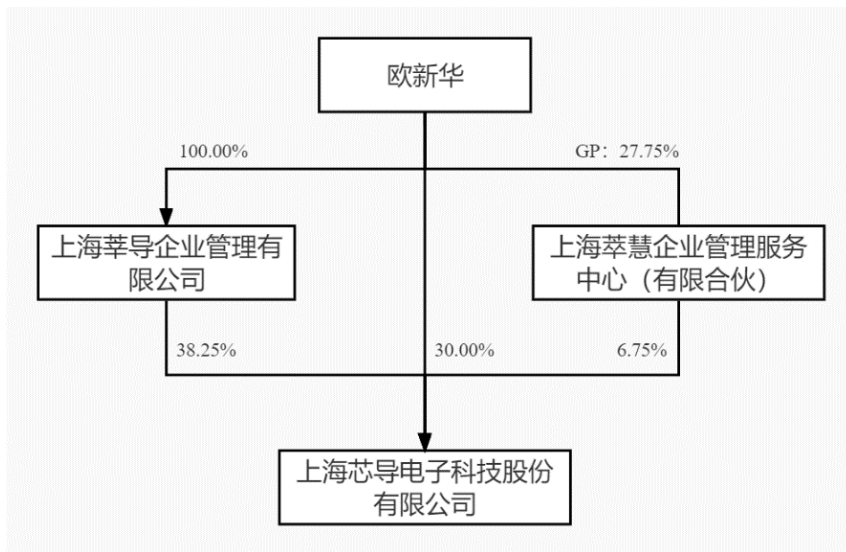 欧新华
100.00%
GP：27.75%
上海莘导企业管理有
限公司
上海萃慧企业管理服务
中心（有限合伙）
38.25%
30.00%
6.75%
上海芯导电子科技股份
有限公司